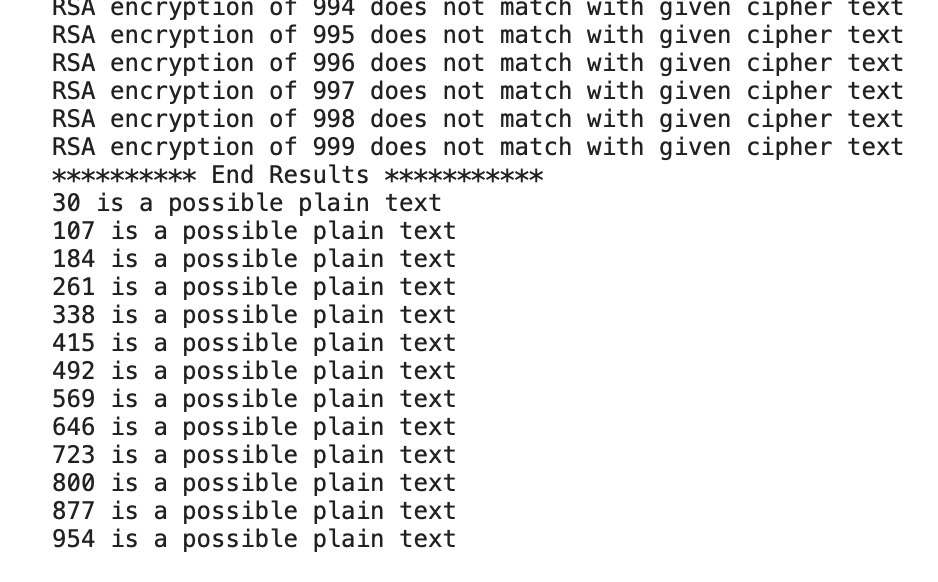 RSA encryption of 994 does not match with given cipher text
RSA encryption of 995 does not match with given cipher text
RSA encryption of 996 does not match with given cipher text
RSA encryption of 997 does not match with given cipher text
RSA encryption of 998 does not match with given cipher text
RSA encryption of 999 does not match with given cipher text
********** End Results ***********
30 is a possible plain text
107 is a possible plain text
184 is a possible plain text
261 is a possible plain text
338 is a possible plain text
415 is a possible plain text
492 is a possible plain text
569 is a possible plain text
646 is a possible plain text
723 is a possible plain text
800 is a possible plain text
877 is a possible plain text
954 is a possible plain text